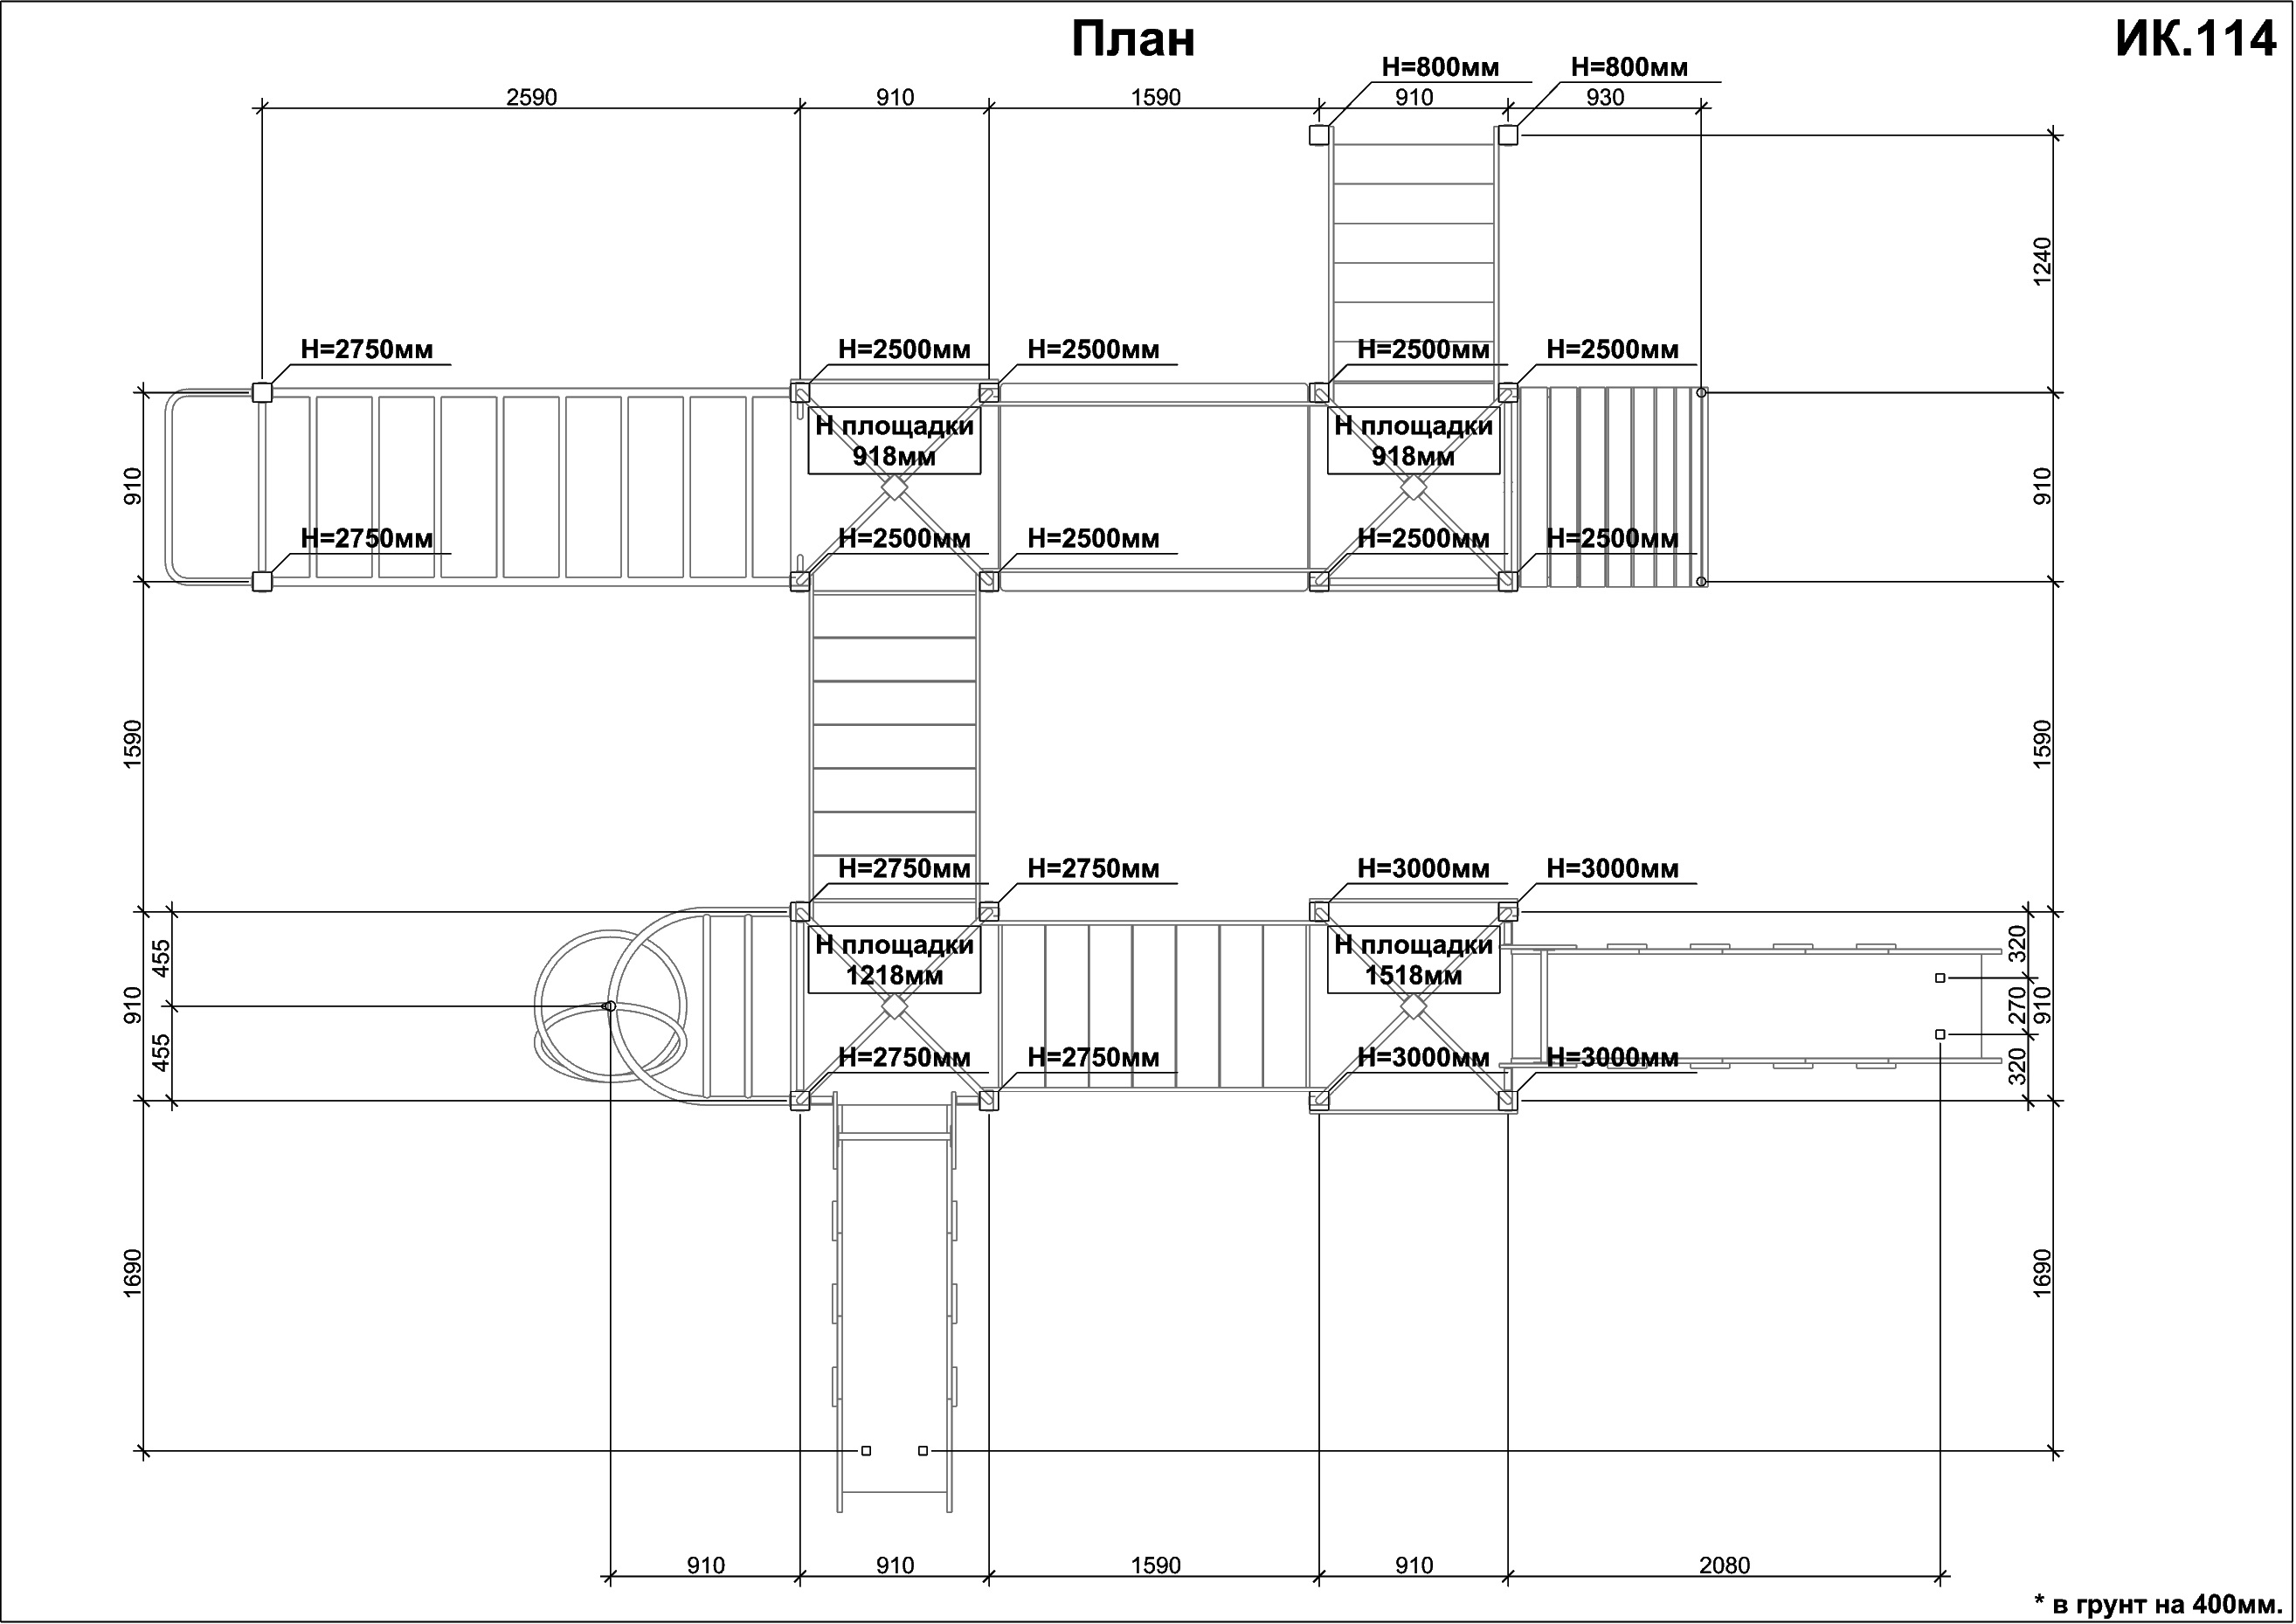 План
ИК.114
H=800мм
H=800мм
2590
910
1590
910
930
1240
H=2750мм
H=2500мм
H=2500мм
H=2500мм
H=2500мм
Н площадки
918мм
Н площадки
918мм
910
910
H=2750мм
H=2500мм
H=2500мм
H=2500мм
H=2500мм
1590
1590
H=2750мм
H=2750мм
H=3000мм
H=3000мм
Н площадки
1218мм
Н площадки
1518мм
455
320
910
270
910
455
320
H=2750мм
H=2750мм
H=3000мм
H=3000мм
1690
1690
910
910
1590
910
2080
* в грунт на 400мм.